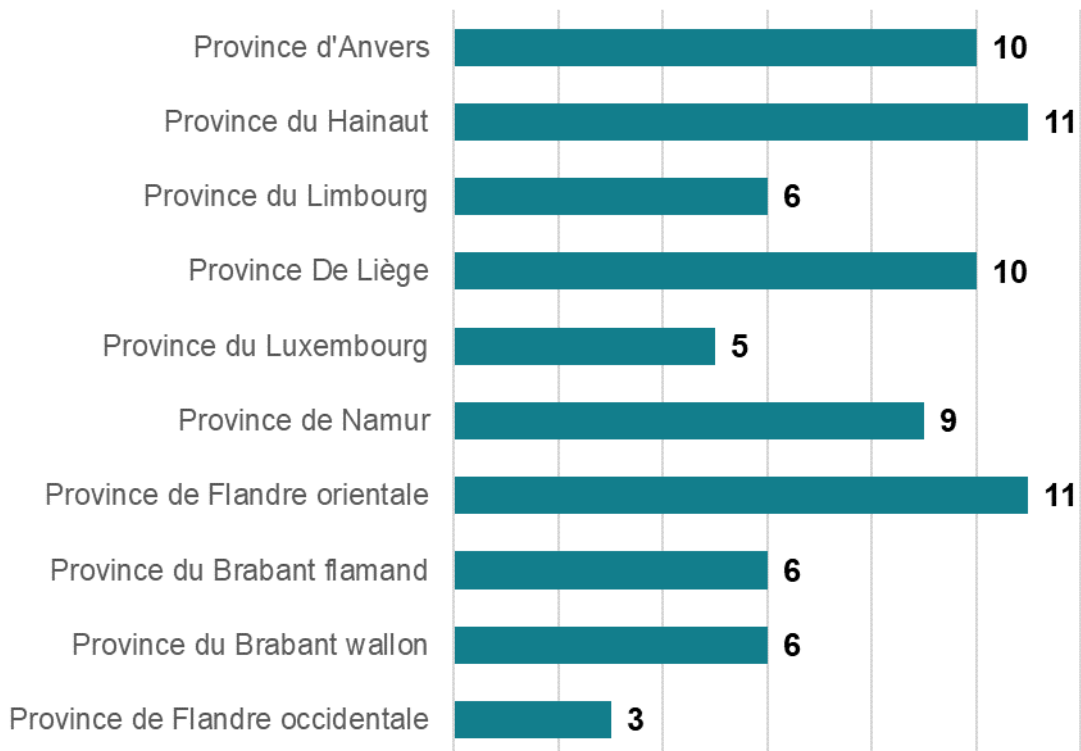 Province d'Anvers 10
Province du Hainaut 11
Province du Limbourg 6
Province De Liège 10
Province du Luxembourg 5
Province de Namur 9
Province de Flandre orientale 11
Province du Brabant flamand 6
Province du Brabant wallon 6
Province de Flandre occidentale 3